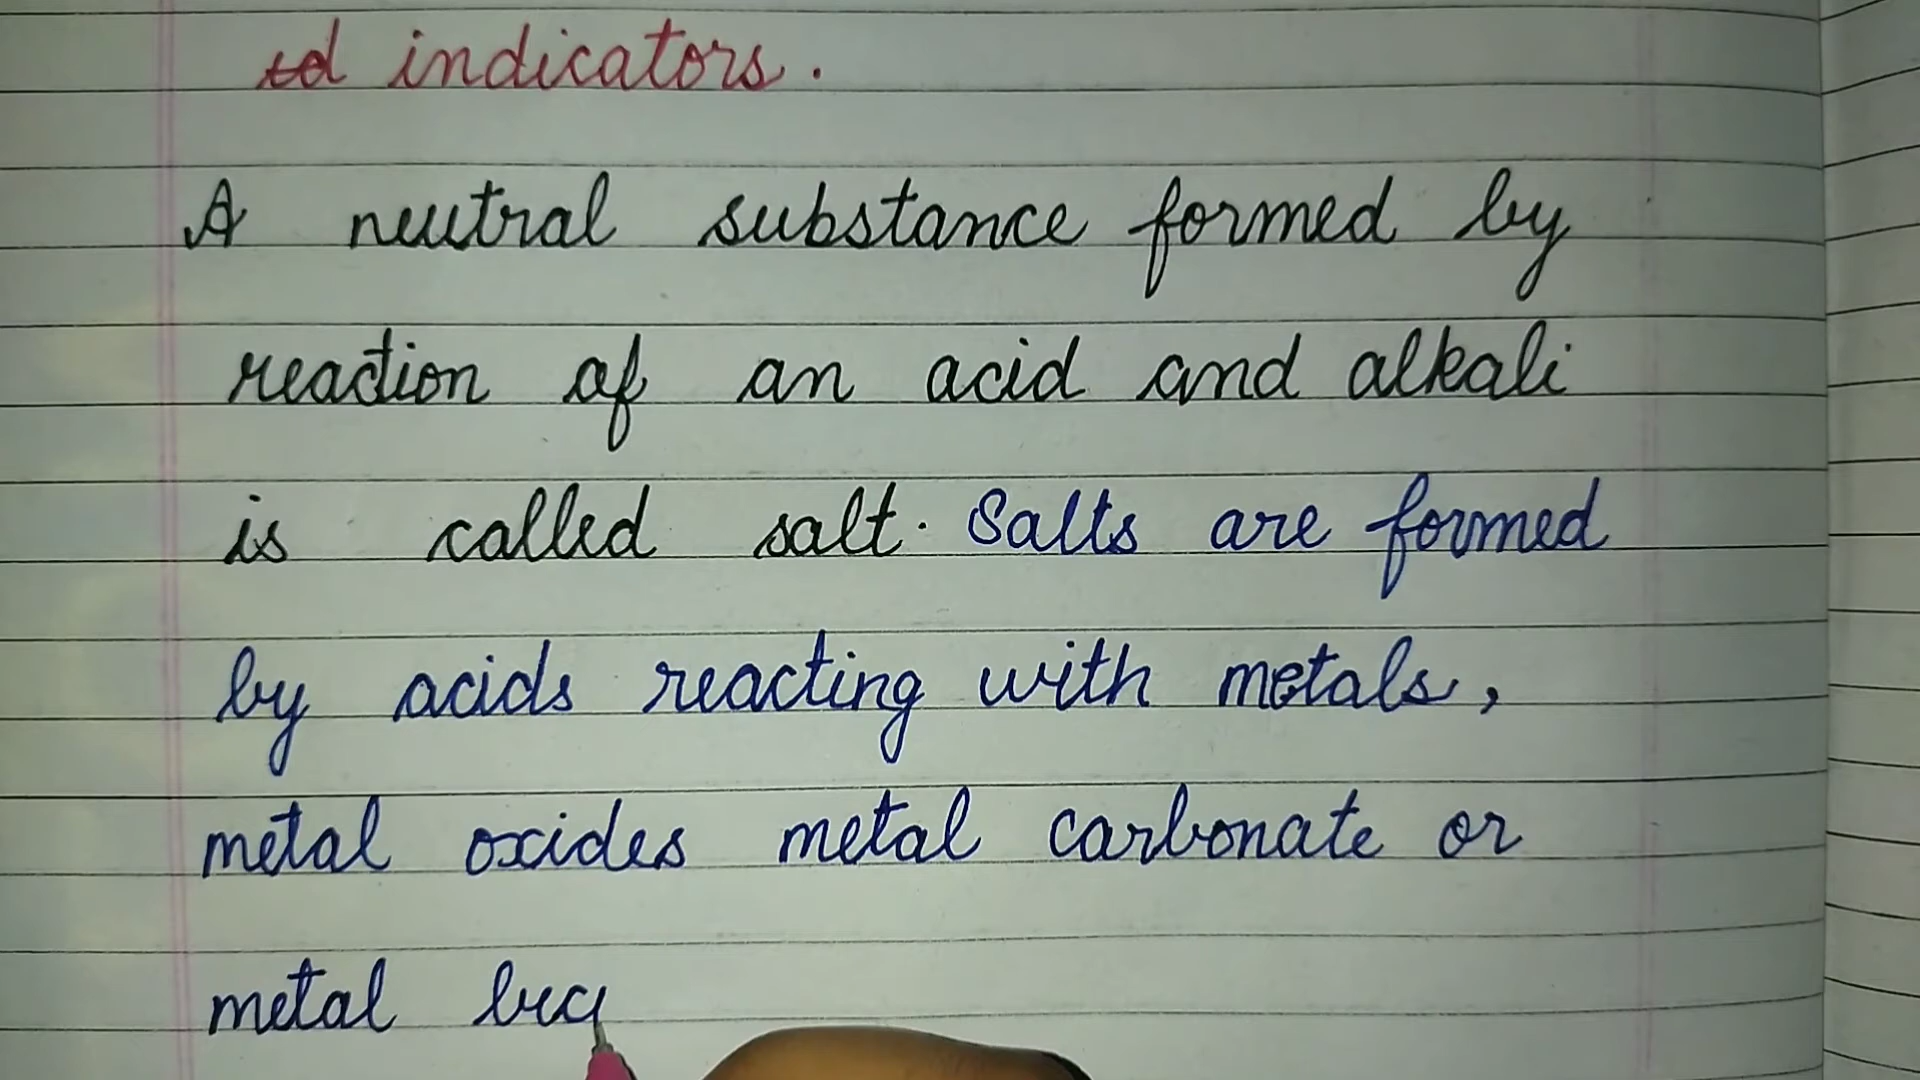 ed indicators.
A neutral substance formed by
reaction of an acid and alkali
is called salt. Salts are formed
by acids reacting with metals,
metal oxides metal carbonate or
metal